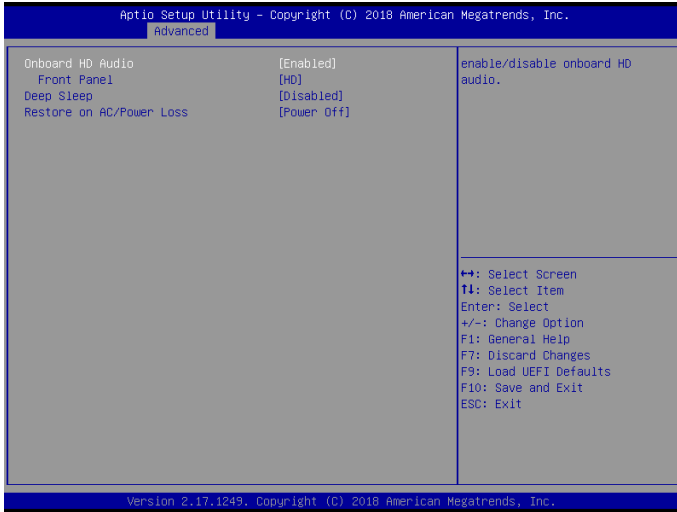 Aptio Setup Utility – Copyright (C) 2018 American Megatrends, Inc.
Advanced
Onboard HD Audio [Enabled]
Front Panel [HD]
Deep Sleep [Disabled]
Restore on AC/Power Loss [Power Off]
enable/disable onboard HD
audio.
←→: Select Screen
↑↓: Select Item
Enter: Select
+/-: Change Option
F1: General Help
F7: Discard Changes
F9: Load UEFI Defaults
F10: Save and Exit
ESC: Exit
Version 2.17.1249. Copyright (C) 2018 American Megatrends, Inc.